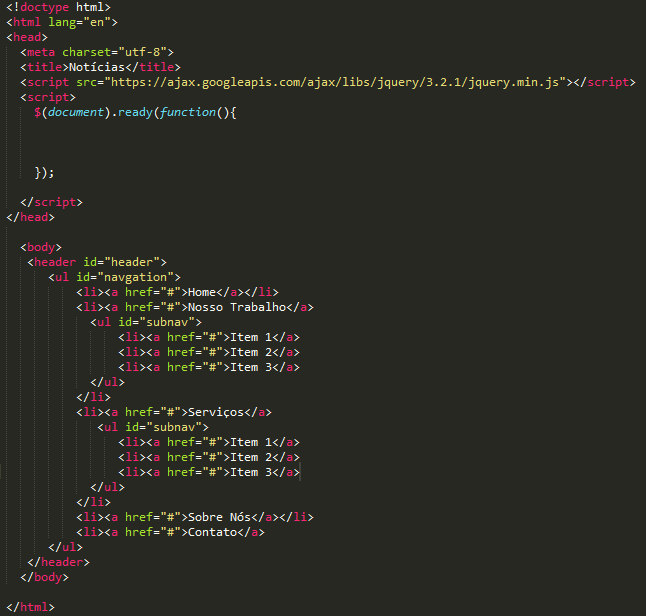 <!doctype html>
<html lang="en">
<head>
<meta charset="utf-8">
<title>Notícias</title>
<script src="https://ajax.googleapis.com/ajax/libs/jquery/3.2.1/jquery.min.js"></script>
<script>
$(document).ready(function(){
});
</script>
</head>
<body>
<header id="header">
<ul id="navgation">
<li><a href="#">Home</a></li>
<li><a href="#">Nosso Trabalho</a>
<ul id="subnav">
<li><a href="#">Item 1</a>
<li><a href="#">Item 2</a>
<li><a href="#">Item 3</a>
</ul>
</li>
<li><a href="#">Serviços</a>
<ul id="subnav">
<li><a href="#">Item 1</a>
<li><a href="#">Item 2</a>
<li><a href="#">Item 3</a>
</ul>
</li>
<li><a href="#">Sobre Nós</a></li>
<li><a href="#">Contato</a>
</ul>
</header>
</body>
</html>